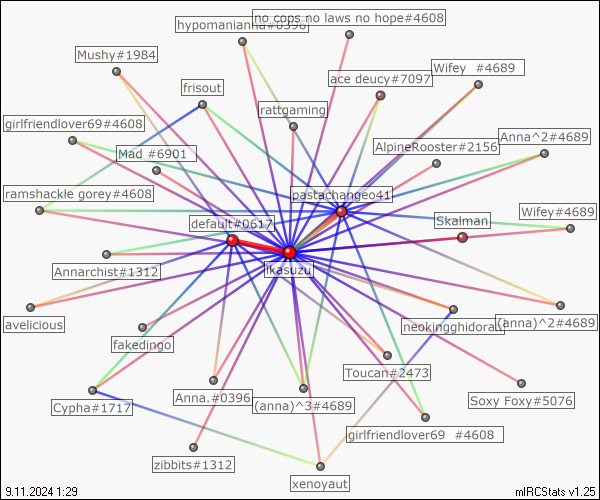 no cops no laws no hope#4608
hypomanianna#0396
Mushy#1984
Wifey  #4689
ace deucy#7097
frisout
rattgaming
girlfriendlover69#4608
Anna^2#4689
AlpineRooster#2156
Mad_#6901
ramshackle gorey#4608
pastachangeo41
Wifey#4689
default#0617
Skalman
Annarchist#1312
ikasuzu
avelicious
(anna)^2#4689
neokingghidorah
fakedingo
Toucan#2473
Anna.#0396
Soxy Foxy#5076
Cypha#1717
(anna)^3#4689
girlfriendlover69  #4608
zibbits#1312
xenoyaut
9.11.2024 1:29
mIRCStats v1.25